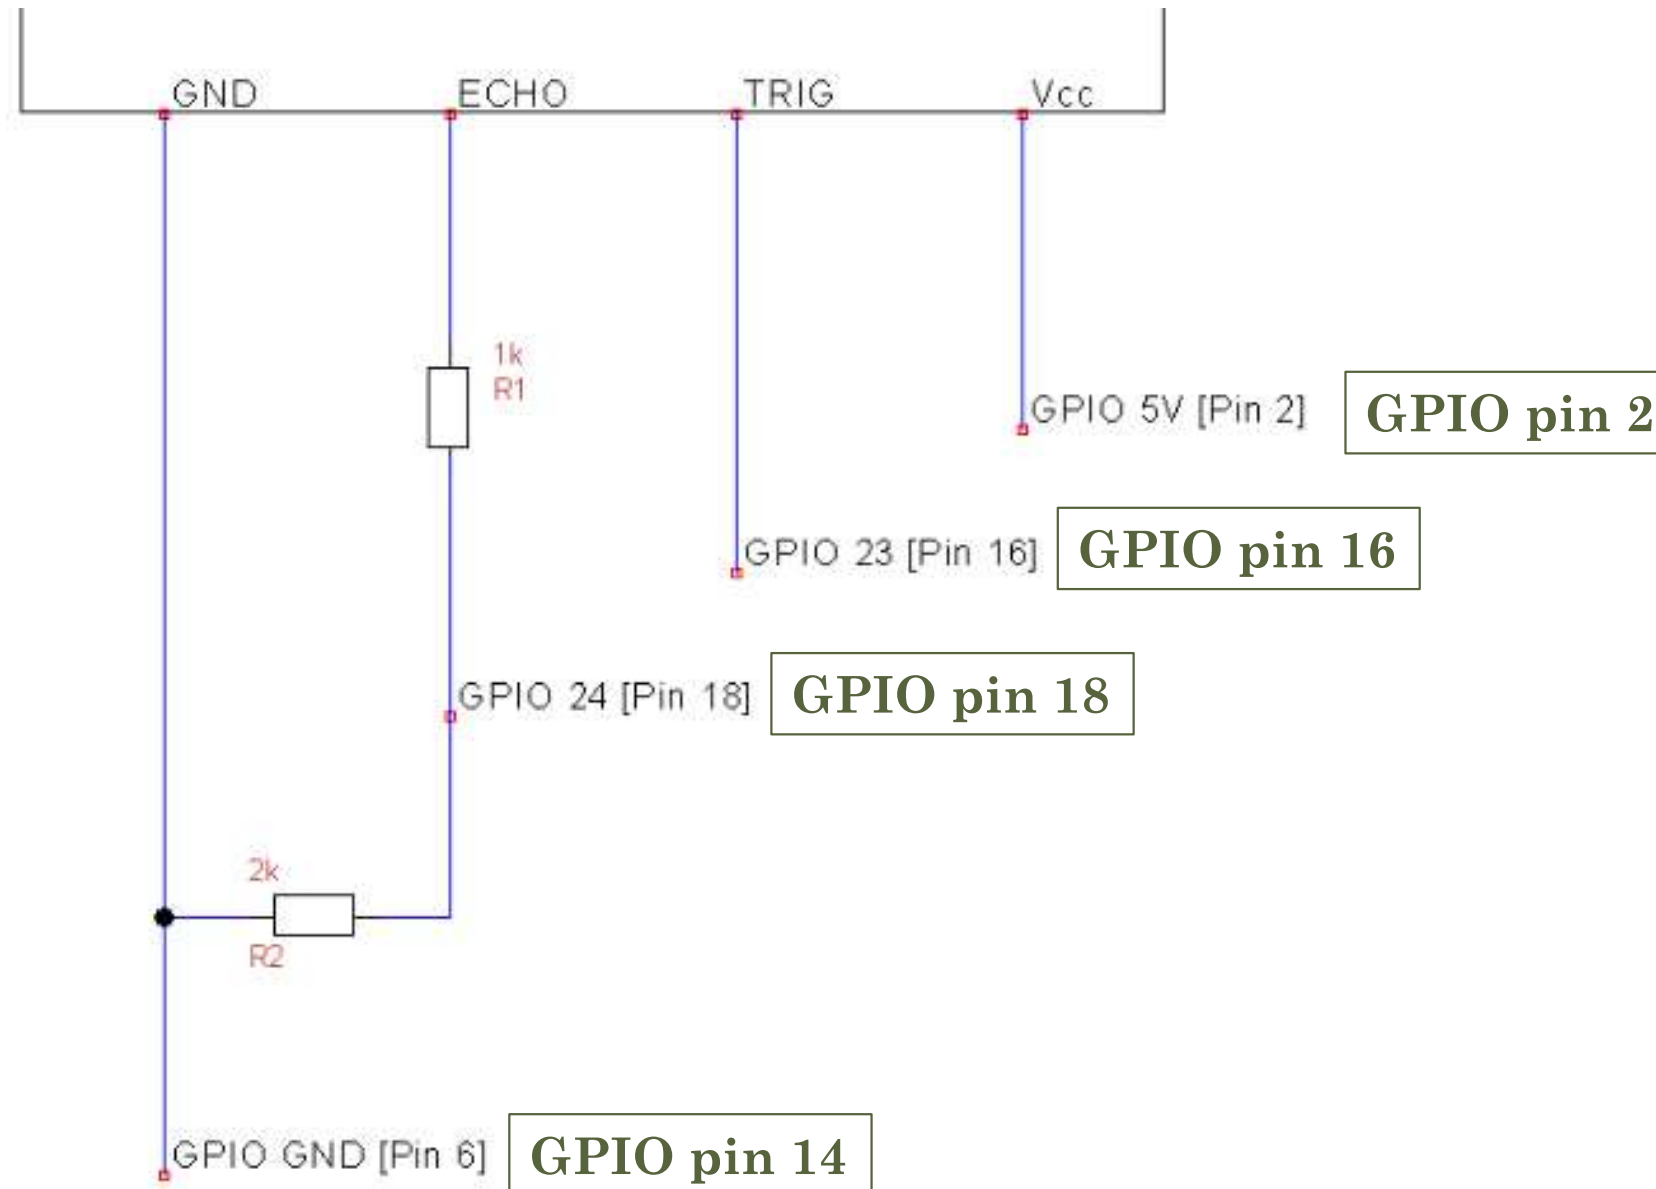 GND
ECHO
TRIG
Vcc
1k
R1
GPIO 5V [Pin 2]
GPIO pin 2
GPIO 23 [Pin 16]
GPIO pin 16
GPIO 24 [Pin 18]
GPIO pin 18
2k
R2
GPIO GND [Pin 6]
GPIO pin 14